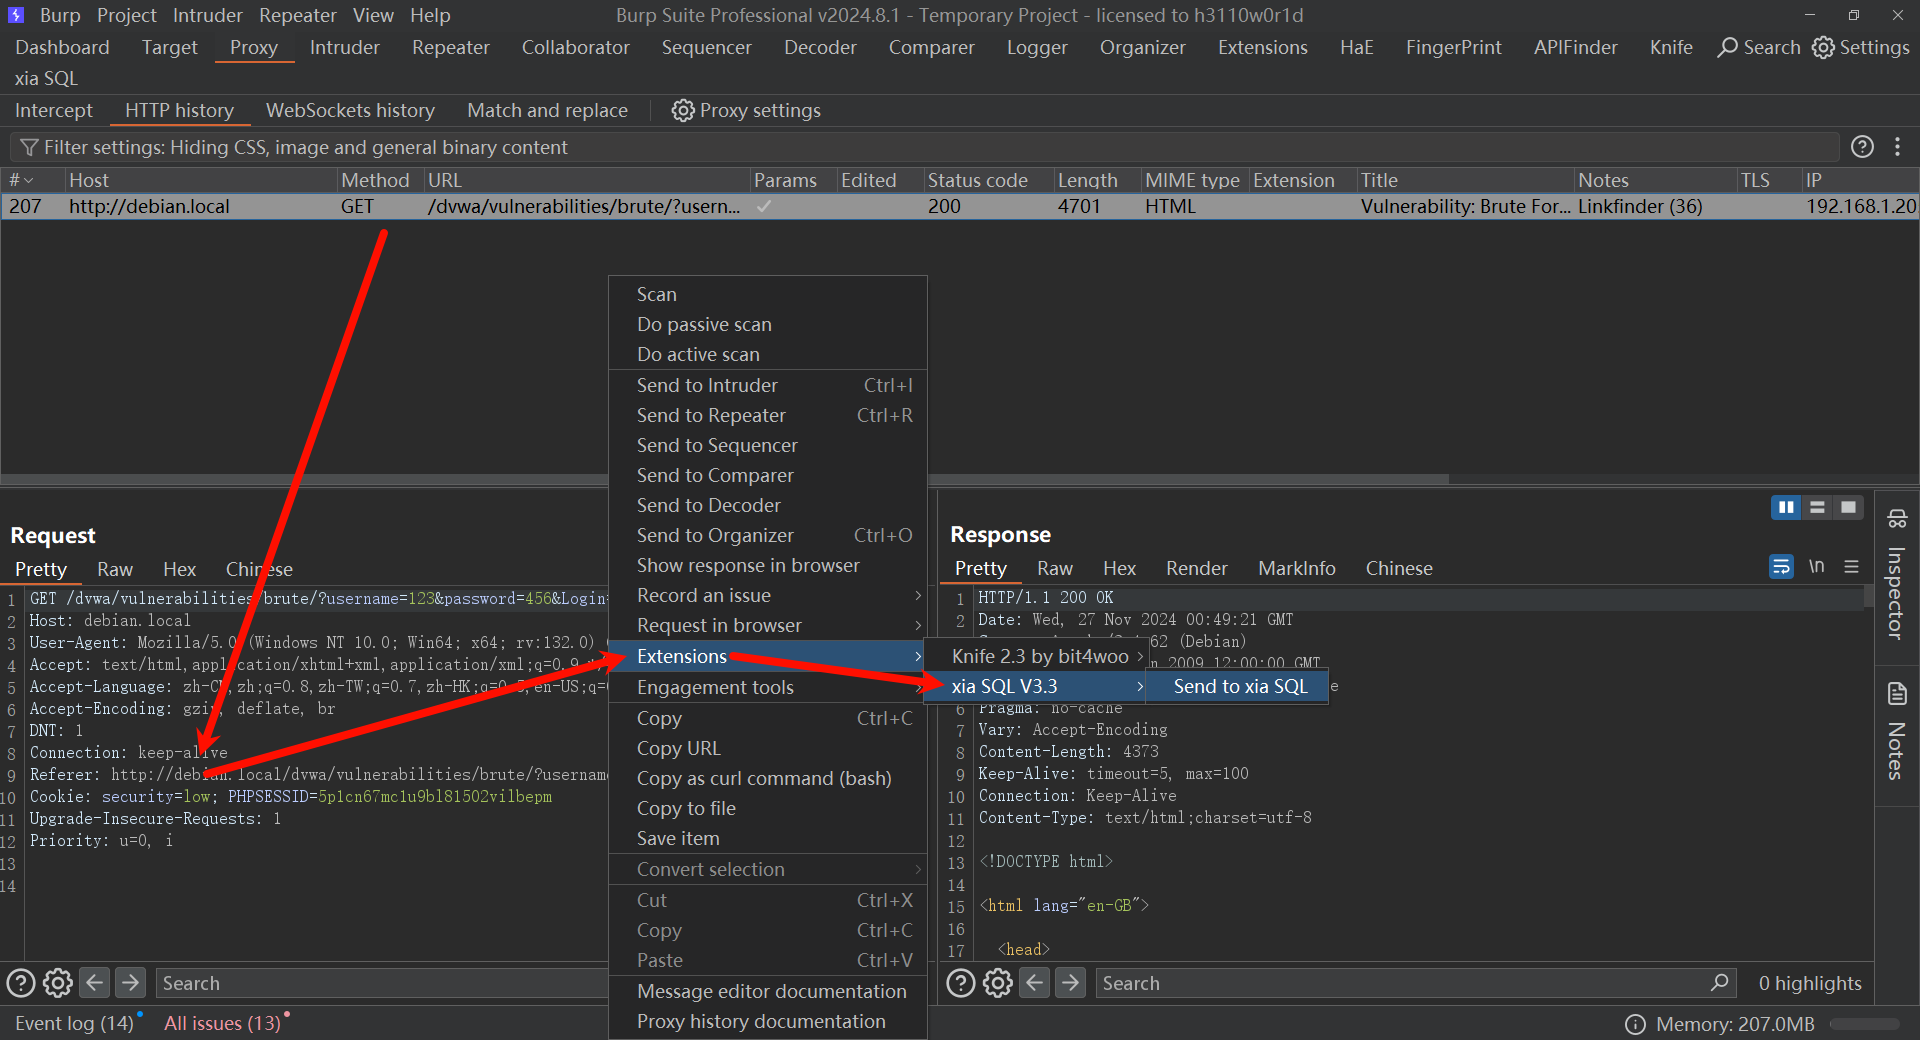 Burp Project Intruder Repeater View Help
Burp Suite Professional v2024.8.1 - Temporary Project - licensed to h3110w0r1d
Dashboard Target Proxy Intruder Repeater Collaborator Sequencer Decoder Comparer Logger Organizer Extensions HaE FingerPrint APIFinder Knife Search Settings
xia SQL
Intercept HTTP history WebSockets history Match and replace Proxy settings
Filter settings: Hiding CSS, image and general binary content
# Host Method URL Params Edited Status code Length MIME type Extension Title Notes TLS IP
207 http://debian.local GET /dvwa/vulnerabilities/brute/?usern... 200 4701 HTML Vulnerability: Brute For... Linkfinder (36) 192.168.1.20
Scan
Do passive scan
Do active scan
Send to Intruder Ctrl+I
Send to Repeater Ctrl+R
Send to Sequencer
Send to Comparer
Send to Decoder
Send to Organizer Ctrl+O
Show response in browser
Record an issue
Request in browser
Extensions
Engagement tools
Copy Ctrl+C
Copy URL
Copy as curl command (bash)
Copy to file
Save item
Convert selection
Cut Ctrl+X
Copy Ctrl+C
Paste Ctrl+V
Message editor documentation
Proxy history documentation
Knife 2.3 by bit4woo
xia SQL V3.3
Send to xia SQL
Request
Pretty Raw Hex Chinese
1 GET /dvwa/vulnerabilities/brute/?username=123&password=456&Login=
2 Host: debian.local
3 User-Agent: Mozilla/5.0 (Windows NT 10.0; Win64; x64; rv:132.0)
4 Accept: text/html,application/xhtml+xml,application/xml;q=0.9
5 Accept-Language: zh-CN,zh;q=0.8,zh-TW;q=0.7,zh-HK;q=0.5,en-US;q=
6 Accept-Encoding: gzip, deflate, br
7 DNT: 1
8 Connection: keep-alive
9 Referer: http://debian.local/dvwa/vulnerabilities/brute/?username
10 Cookie: security=low; PHPSESSID=5p1cn67mc1u9bl81502vilbepm
11 Upgrade-Insecure-Requests: 1
12 Priority: u=0, i
13
14
Search
Response
Pretty Raw Hex Render MarkInfo Chinese
\n
1 HTTP/1.1 200 OK
2 Date: Wed, 27 Nov 2024 00:49:21 GMT
62 (Debian)
2009 12:00:00 GMT
e
6 Pragma: no-cache
7 Vary: Accept-Encoding
8 Content-Length: 4373
9 Keep-Alive: timeout=5, max=100
10 Connection: Keep-Alive
11 Content-Type: text/html;charset=utf-8
12
13 <!DOCTYPE html>
14
15 <html lang="en-GB">
16
17 <head>
Search
0 highlights
Inspector
Notes
Event log (14) All issues (13)
Memory: 207.0MB